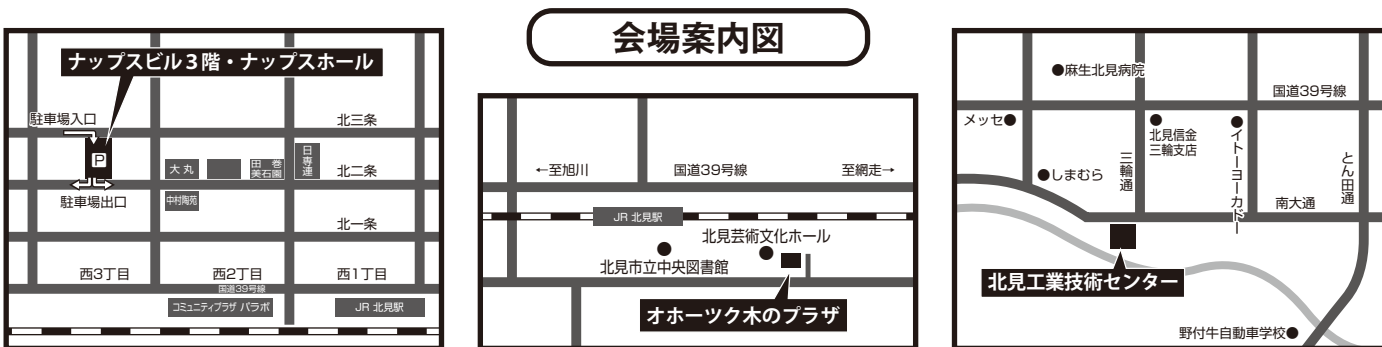 会場案内図
ナップスビル3階・ナップスホール
駐車場入口
北三条
P
大丸
田巻
美石園
日専連
北二条
駐車場出口
中村陶苑
北一条
西3丁目
西2丁目
西1丁目
国道39号線
コミュニティプラザ パラボ
JR 北見駅
←至旭川
国道39号線
至網走→
JR 北見駅
北見芸術文化ホール
北見市立中央図書館
オホーツク木のプラザ
●麻生北見病院
国道39号線
メッセ●
北見信金
三輪支店
●イトーヨーカドー
三輪通
とん田通
●しまむら
南大通
北見工業技術センター
野付牛自動車学校●